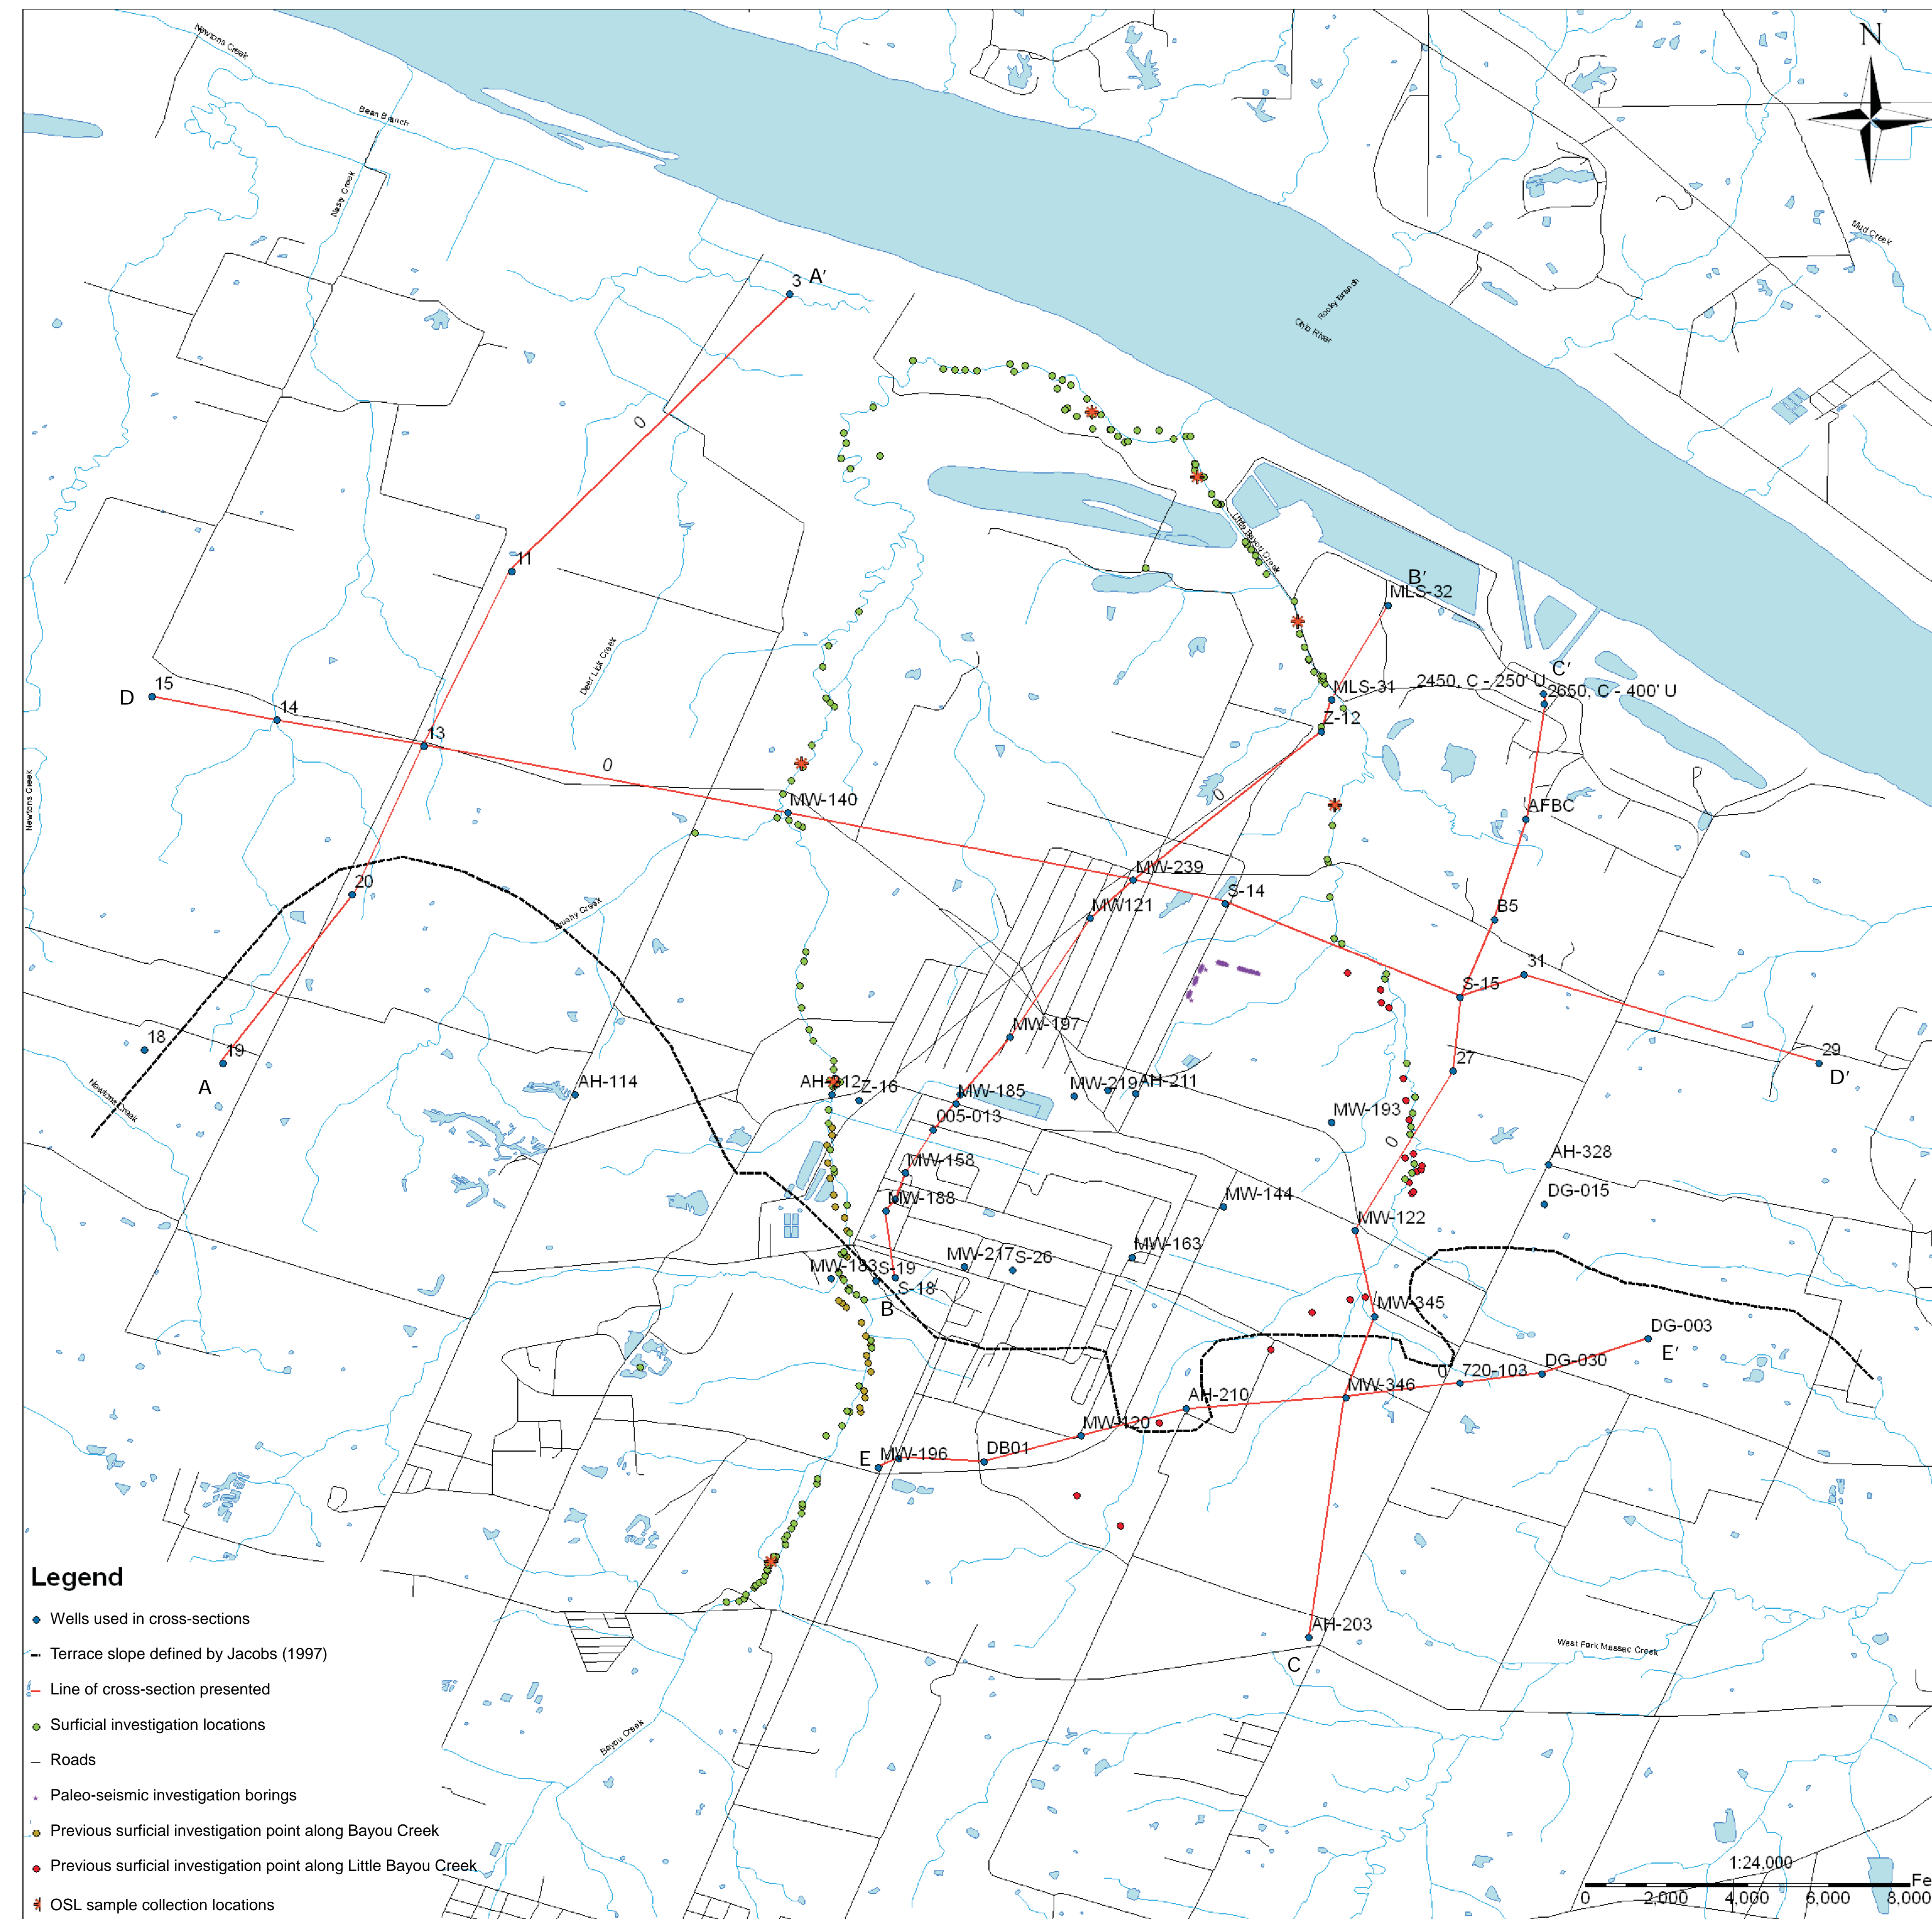 Newtons Creek
N
Bean Branch
Nasty Creek
Mud Creek
3 A′
Rocky Branch
Ohio River
0
Little Bayou Creek
11
B′
MLS-32
Deer Lick Creek
C′
15
D
MLS-31
2450, C - 250' U
2650, C - 400' U
14
Z-12
13
0
Newtons Creek
MW-140
0
AFBC
MW-239
20
S-14
MW121
B5
31
S-15
MW-197
18
19
29
A
27
D′
AH-114
AH-212
Z-16
MW-185
MW-219
AH-211
Newtons Creek
005-013
MW-193
0
MW-158
AH-328
MW-188
MW-144
DG-015
MW-122
MW-183
S-19
S-18
MW-217
S-26
MW-163
B
MW-345
DG-003
E′
0
720-103
DG-030
MW-346
AH-210
MW-120
E
MW-196
DB01
AH-203
C
West Fork Massac Creek
Bayou Creek
Legend
Wells used in cross-sections
Terrace slope defined by Jacobs (1997)
Line of cross-section presented
Surficial investigation locations
Roads
Paleo-seismic investigation borings
Previous surficial investigation point along Bayou Creek
Previous surficial investigation point along Little Bayou Creek
OSL sample collection locations
1:24,000
Fe
0 2,000 4,000 6,000 8,000